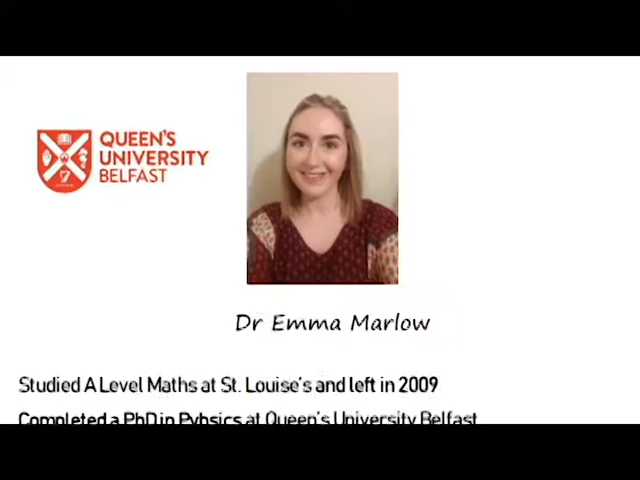 QUEEN'S
UNIVERSITY
BELFAST
Dr Emma Marlow
Studied A Level Maths at St. Louise's and left in 2009
Completed a PhD in Pyhsics at Queen's University Belfast